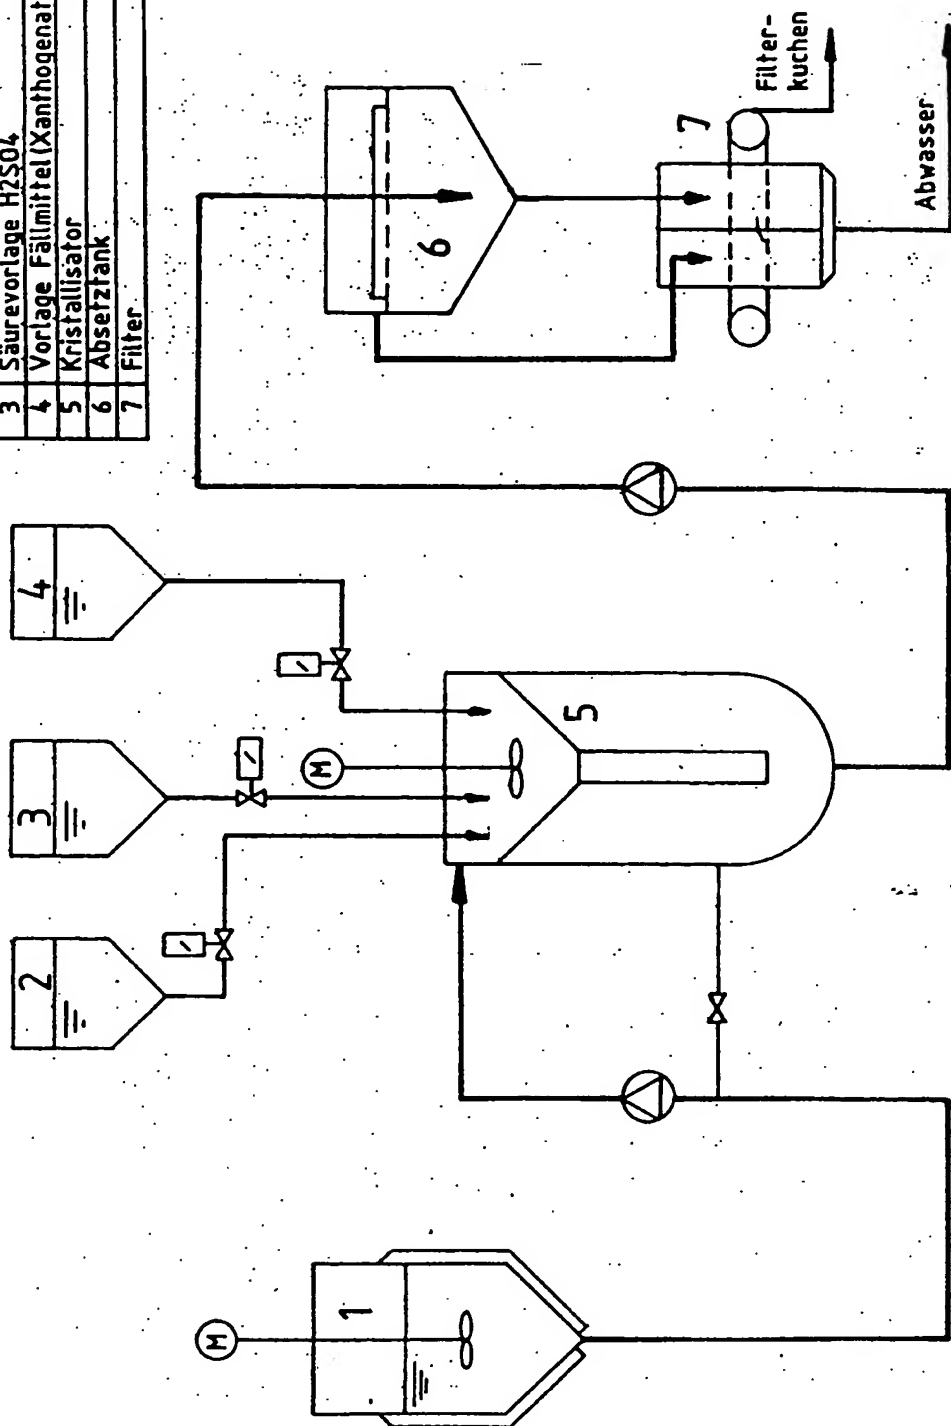 3 Säurevorlage H2SO4
4 Vorlage Fällmittel (Xanthogenat
5 Kristallisator
6 Absetztank
7 Filter
2
3
4
M
M
1
5
6
7
Filter-
kuchen
Abwasser